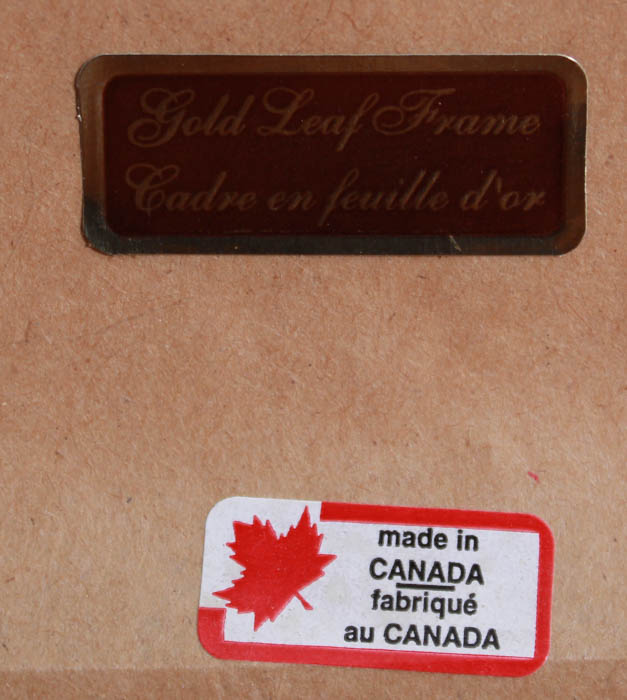 Gold Leaf Frame
Cadre en feuille d'or
made in
CANADA
fabriqué
au CANADA